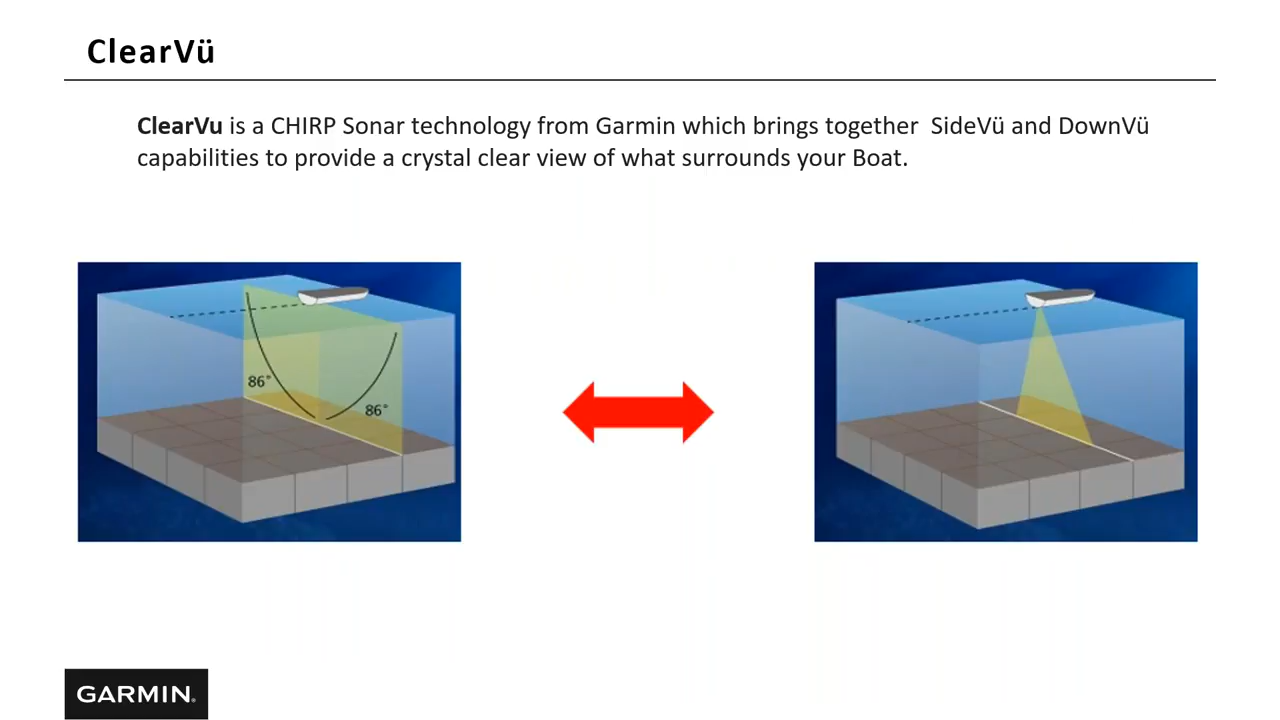 ClearVü
ClearVu is a CHIRP Sonar technology from Garmin which brings together  SideVü and DownVü
capabilities to provide a crystal clear view of what surrounds your Boat.
86°
86°
GARMIN.